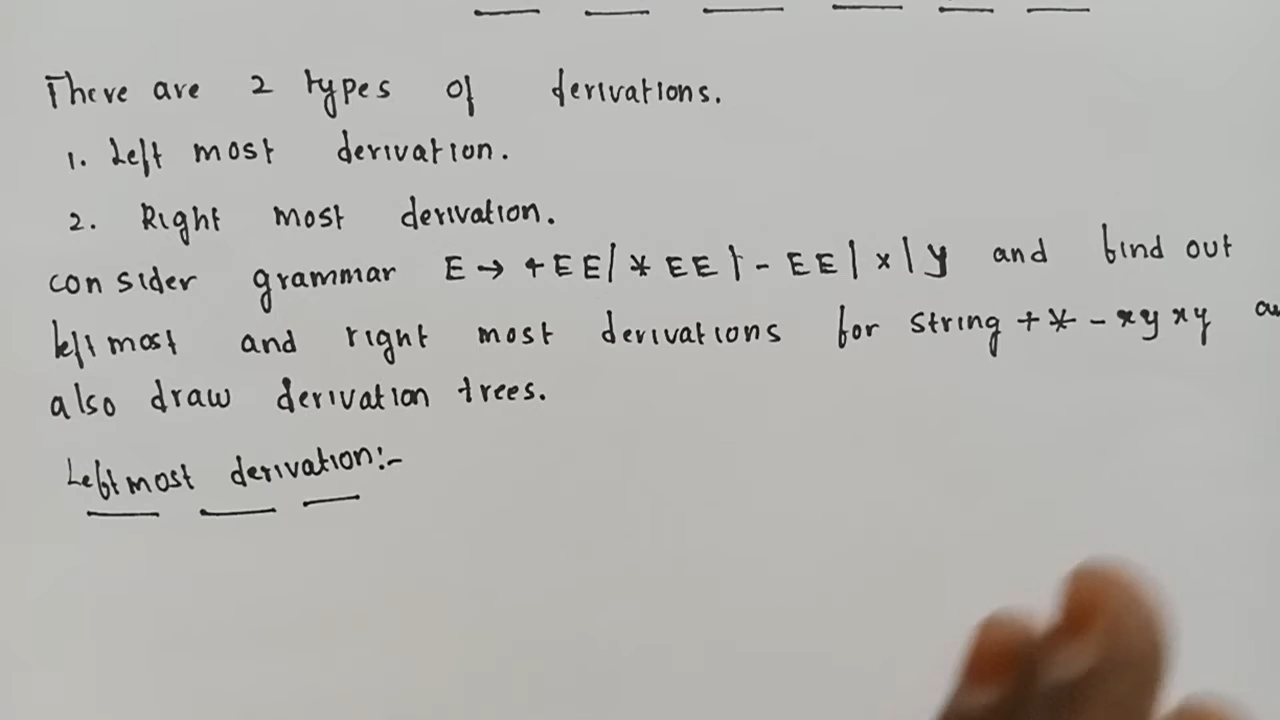 There are 2 types of derivations.
1. Left most derivation.
2. Right most derivation.
consider grammar E → +EE | * EE | - EE | x | y and find out
left most and right most derivations for string + * - xyxy
also draw derivation trees.
Leftmost derivation:-